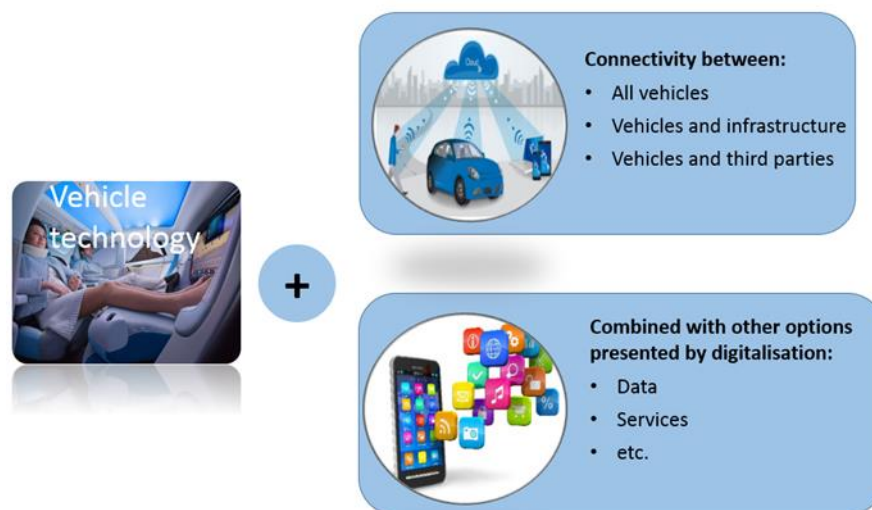 Vehicle
technology
+
Cloud
Connectivity between:
• All vehicles
• Vehicles and infrastructure
• Vehicles and third parties
Combined with other options
presented by digitalisation:
• Data
• Services
• etc.